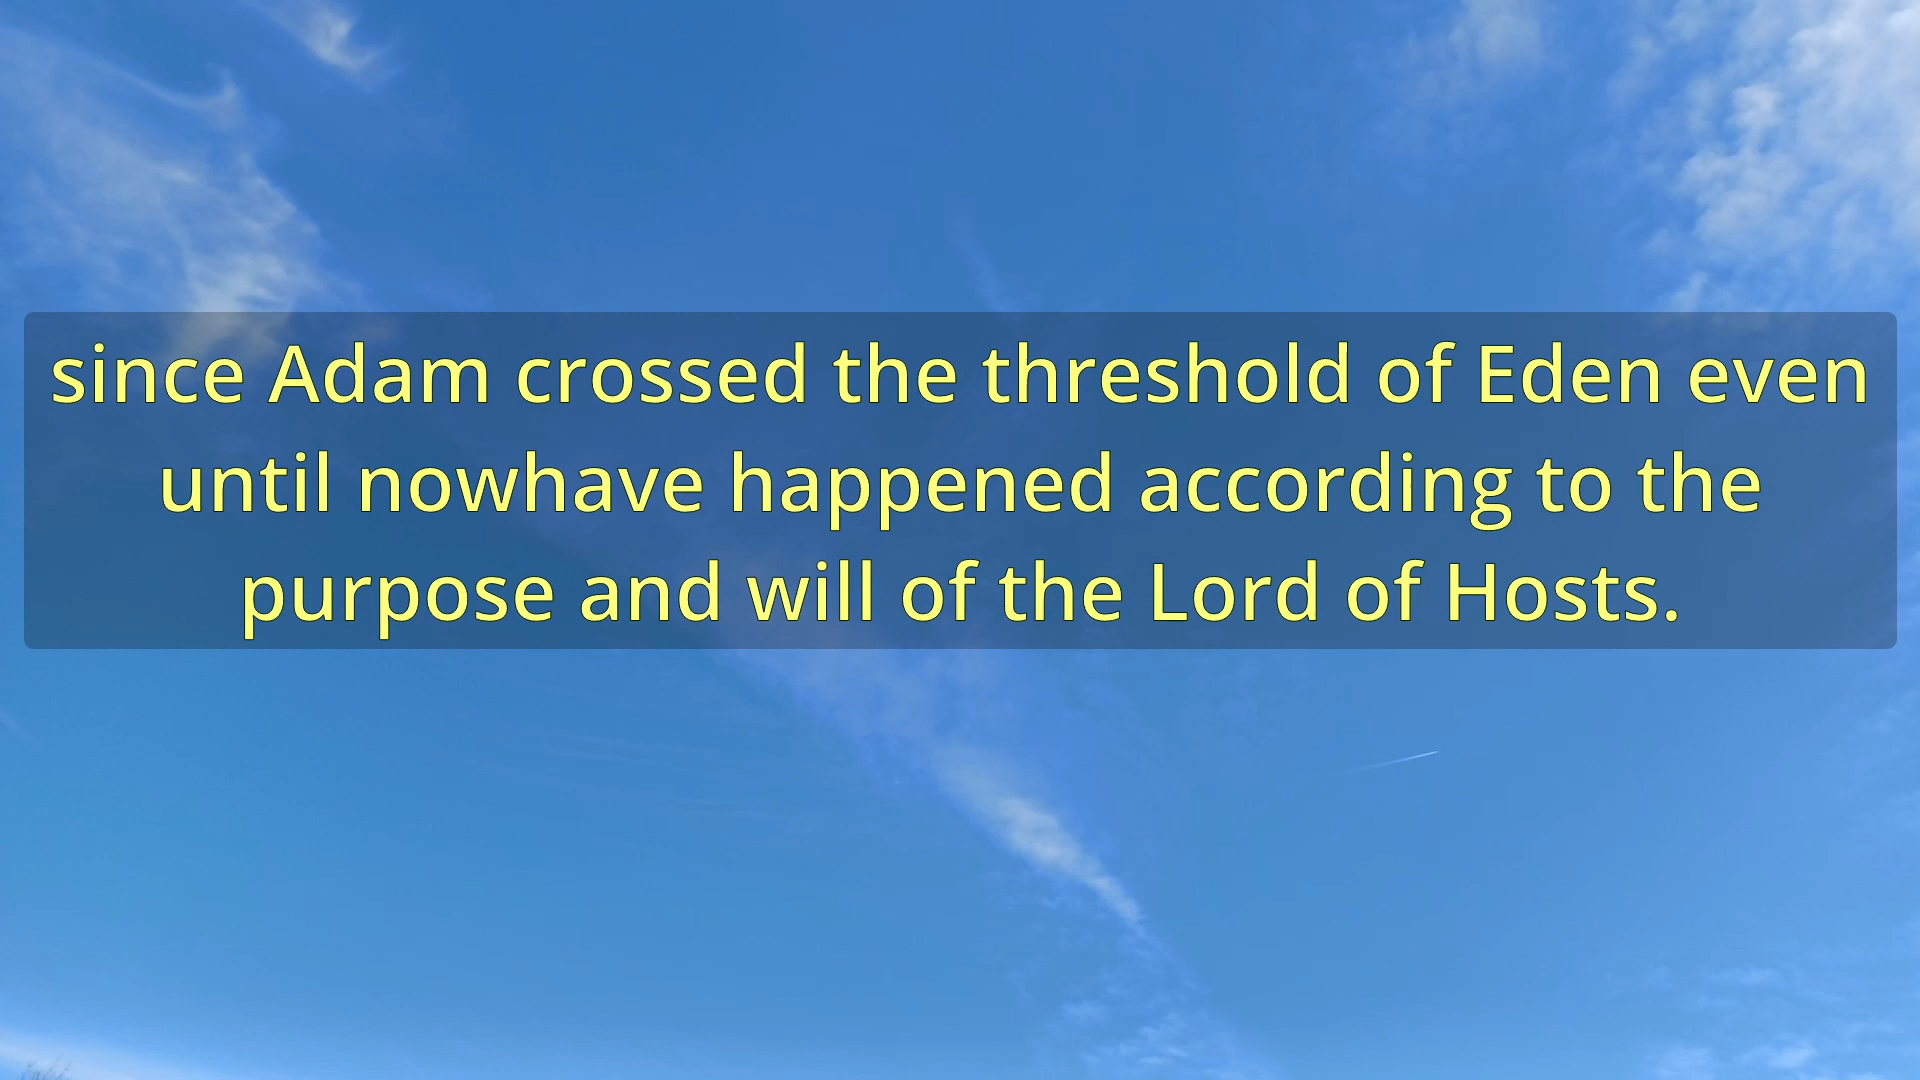 since Adam crossed the threshold of Eden even
until nowhave happened according to the
purpose and will of the Lord of Hosts.